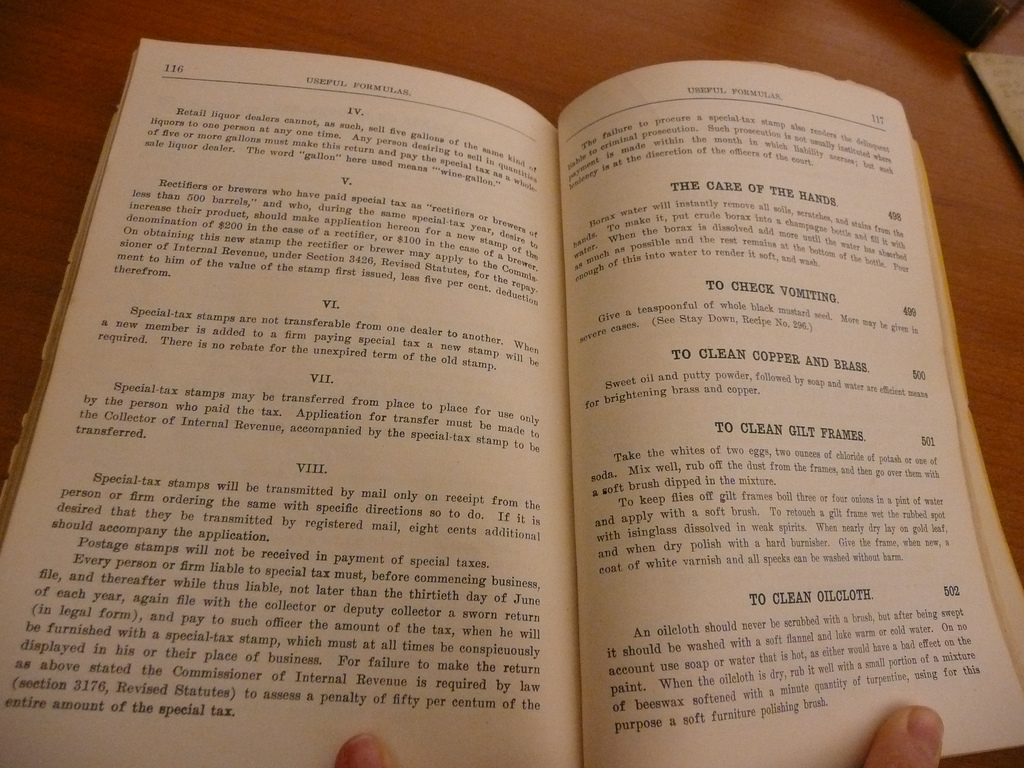 116
USEFUL FORMULAS.
IV.
Retail liquor dealers cannot, as such, sell five gallons of the same kind of
liquors to one person at any one time. Any person desiring to sell in quantities
of five or more gallons must make this return and pay the special tax as a whole-
sale liquor dealer. The word "gallon" here used means "'wine-gallon."
V.
Rectifiers or brewers who have paid special tax as "rectifiers or brewers of
less than 500 barrels," and who, during the same special-tax year, desire to
increase their product, should make application hereon for a new stamp of the
denomination of $200 in the case of a rectifier, or $100 in the case of a brewer.
On obtaining this new stamp the rectifier or brewer may apply to the Commis-
sioner of Internal Revenue, under Section 3426, Revised Statutes, for the repay-
ment to him of the value of the stamp first issued, less five per cent. deduction
therefrom.
VI.
Special-tax stamps are not transferable from one dealer to another. When
a new member is added to a firm paying special tax a new stamp will be
required. There is no rebate for the unexpired term of the old stamp.
VII.
Special-tax stamps may be transferred from place to place for use only
by the person who paid the tax. Application for transfer must be made to
the Collector of Internal Revenue, accompanied by the special-tax stamp to be
transferred.
VIII.
Special-tax stamps will be transmitted by mail only on receipt from the
person or firm ordering the same with specific directions so to do. If it is
desired that they be transmitted by registered mail, eight cents additional
should accompany the application.
Postage stamps will not be received in payment of special taxes.
Every person or firm liable to special tax must, before commencing business,
file, and thereafter while thus liable, not later than the thirtieth day of June
of each year, again file with the collector or deputy collector a sworn return
(in legal form), and pay to such officer the amount of the tax, when he will
be furnished with a special-tax stamp, which must at all times be conspicuously
displayed in his or their place of business. For failure to make the return
as above stated the Commissioner of Internal Revenue is required by law
(section 3176, Revised Statutes) to assess a penalty of fifty per centum of the
entire amount of the special tax.
USEFUL FORMULAS.
117
The failure to procure a special-tax stamp also renders the delinquent
liable to criminal prosecution. Such prosecution is not usually instituted where
payment is made within the month in which liability accrues; but such
leniency is at the discretion of the officers of the court.
THE CARE OF THE HANDS. 498
Borax water will instantly remove all soils, scratches, and stains from the
hands. To make it, put crude borax into a champagne bottle and fill it with
water. When the borax is dissolved add more until the water has absorbed
as much as possible and the rest remains at the bottom of the bottle. Pour
enough of this into water to render it soft, and wash.
TO CHECK VOMITING. 499
Give a teaspoonful of whole black mustard seed. More may be given in
severe cases. (See Stay Down, Recipe No. 296.)
TO CLEAN COPPER AND BRASS. 500
Sweet oil and putty powder, followed by soap and water are efficient means
for brightening brass and copper.
TO CLEAN GILT FRAMES. 501
Take the whites of two eggs, two ounces of chloride of potash or one of
soda. Mix well, rub off the dust from the frames, and then go over them with
a soft brush dipped in the mixture.
To keep flies off gilt frames boil three or four onions in a pint of water
and apply with a soft brush. To retouch a gilt frame wet the rubbed spot
with isinglass dissolved in weak spirits. When nearly dry lay on gold leaf,
and when dry polish with a hard burnisher. Give the frame, when new, a
coat of white varnish and all specks can be washed without harm.
TO CLEAN OILCLOTH. 502
An oilcloth should never be scrubbed with a brush, but after being swept
it should be washed with a soft flannel and luke warm or cold water. On no
account use soap or water that is hot, as either would have a bad effect on the
paint. When the oilcloth is dry, rub it well with a small portion of a mixture
of beeswax softened with a minute quantity of turpentine, using for this
purpose a soft furniture polishing brush.